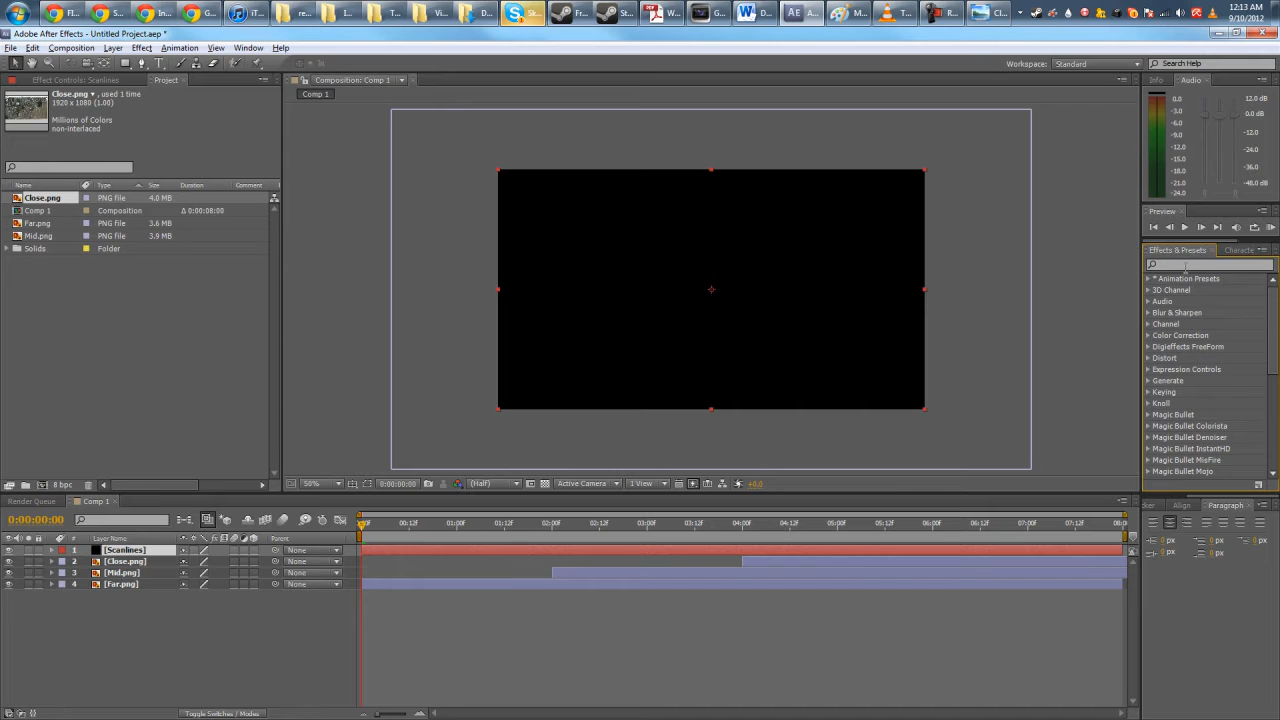 Fl...
S...
In...
G...
iT...
re...
1...
T...
Vi...
D...
Sk...
Fr...
St...
W...
G...
D...
A...
M...
T...
R...
Cl...
12:13 AM
9/10/2012
Adobe After Effects - Untitled Project.aep *
File Edit Composition Layer Effect Animation View Window Help
Workspace: Standard
Search Help
Effect Controls: Scanlines Project
Composition: Comp 1
Info Audio
Close.png ▾, used 1 time
1920 x 1080 (1.00)
Millions of Colors
non-interlaced
Comp 1
0.0
-3.0
-6.0
-9.0
-12.0
-15.0
-18.0
-21.0
-24.0
12.0 dB
0.0 dB
-12.0
-24.0
-36.0
-48.0 dB
Name Type Size Duration Comment
Close.png PNG file 4.0 MB
Comp 1 Composition Δ 0:00:08:00
Far.png PNG file 3.6 MB
Mid.png PNG file 3.9 MB
Solids Folder
Preview
Effects & Presets Characte
* Animation Presets
3D Channel
Audio
Blur & Sharpen
Channel
Color Correction
Digieffects FreeForm
Distort
Expression Controls
Generate
Keying
Knoll
Magic Bullet
Magic Bullet Colorista
Magic Bullet Denoiser
Magic Bullet InstantHD
Magic Bullet MisFire
Magic Bullet Mojo
8 bpc
50% 0:00:00:00 (Half) Active Camera 1 View +0.0
Render Queue Comp 1
ker Align Paragraph
0:00:00:00
00:12F 01:00F 01:12F 02:00F 02:12F 03:00F 03:12F 04:00F 04:12F 05:00F 05:12F 06:00F 06:12F 07:00F 07:12F 08:0
# Layer Name Parent
1 [Scanlines] None
2 [Close.png] None
3 [Mid.png] None
4 [Far.png] None
0 px 0 px 0 px
0 px 0 px
Toggle Switches / Modes